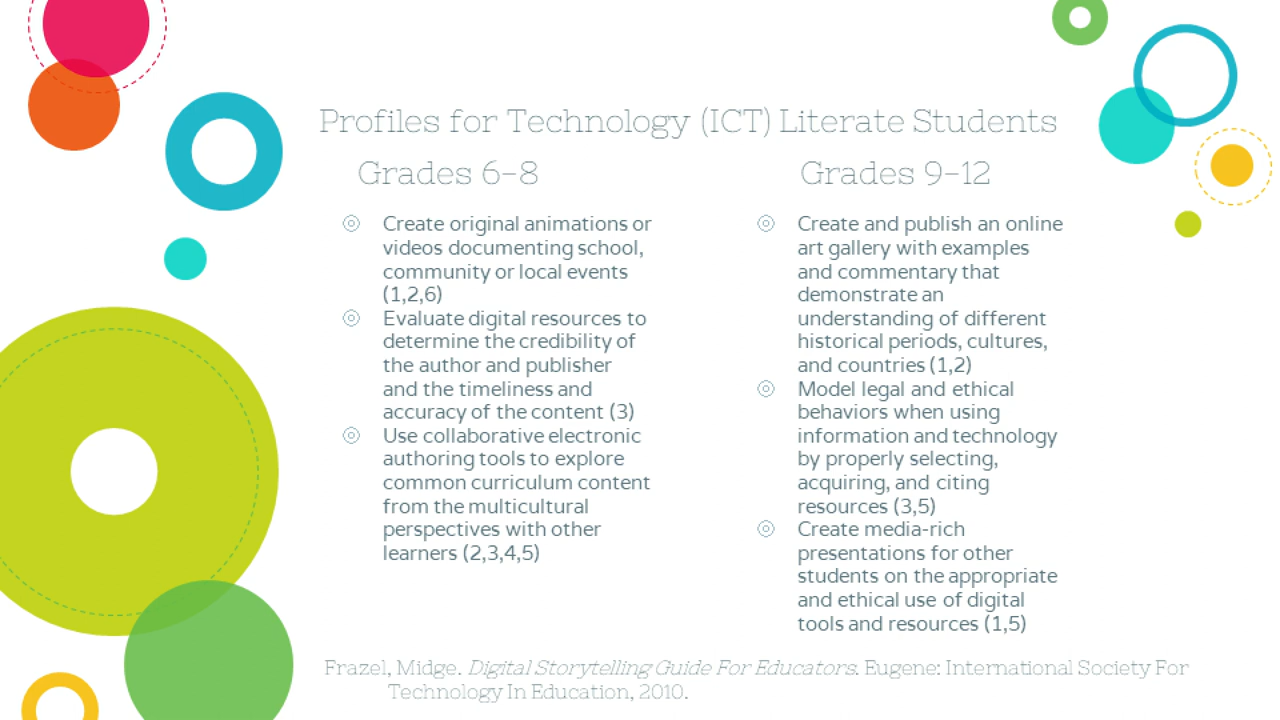 Profiles for Technology (ICT) Literate Students
Grades 6-8
Create original animations or
videos documenting school,
community or local events
(1,2,6)
Evaluate digital resources to
determine the credibility of
the author and publisher
and the timeliness and
accuracy of the content (3)
Use collaborative electronic
authoring tools to explore
common curriculum content
from the multicultural
perspectives with other
learners (2,3,4,5)
Grades 9-12
Create and publish an online
art gallery with examples
and commentary that
demonstrate an
understanding of different
historical periods, cultures,
and countries (1,2)
Model legal and ethical
behaviors when using
information and technology
by properly selecting,
acquiring, and citing
resources (3,5)
Create media-rich
presentations for other
students on the appropriate
and ethical use of digital
tools and resources (1,5)
Frazel, Midge. Digital Storytelling Guide For Educators. Eugene: International Society For
Technology In Education, 2010.